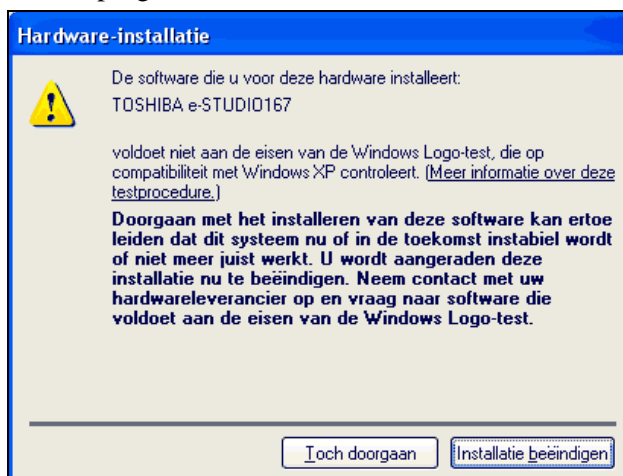 Hardware-installatie
De software die u voor deze hardware installeert:
TOSHIBA e-STUDIO167
voldoet niet aan de eisen van de Windows Logo-test, die op
compatibiliteit met Windows XP controleert. (Meer informatie over deze
testprocedure.)
Doorgaan met het installeren van deze software kan ertoe
leiden dat dit systeem nu of in de toekomst instabiel wordt
of niet meer juist werkt. U wordt aangeraden deze
installatie nu te beëindigen. Neem contact met uw
hardwareleverancier op en vraag naar software die
voldoet aan de eisen van de Windows Logo-test.
Toch doorgaan Installatie beëindigen